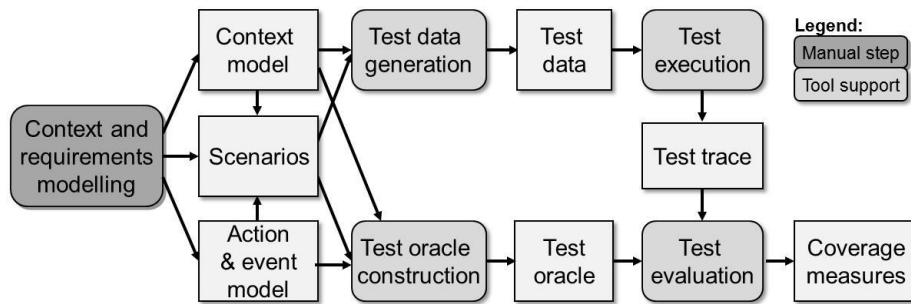 Context and
requirements
modelling
Context
model
Scenarios
Action
& event
model
Test data
generation
Test
data
Test
execution
Test trace
Test oracle
construction
Test
oracle
Test
evaluation
Coverage
measures
Legend:
Manual step
Tool support